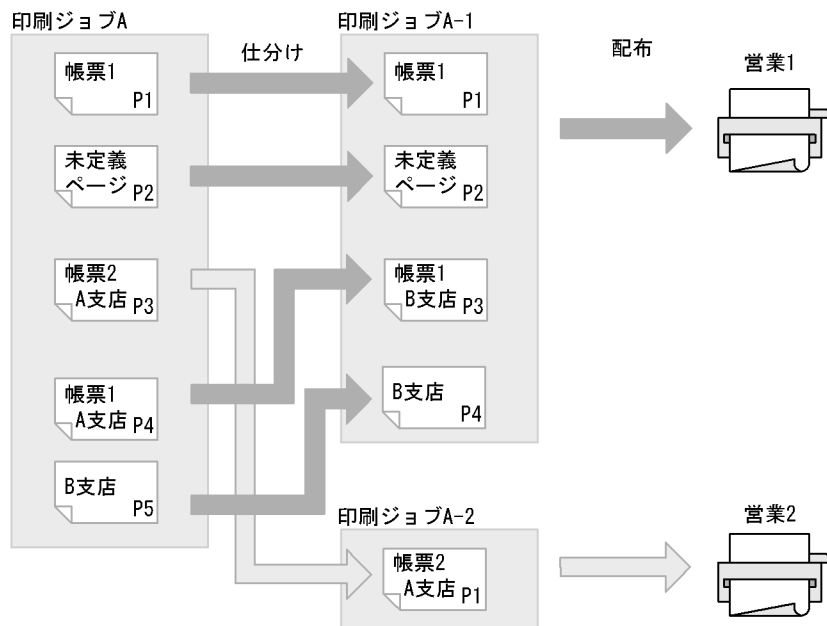 印刷ジョブA
仕分け
印刷ジョブA-1
配布
営業1
帳票1
P1
帳票1
P1
未定義
ページ P2
未定義
ページ P2
帳票2
A支店 P3
帳票1
B支店 P3
帳票1
A支店 P4
B支店
P4
B支店
P5
印刷ジョブA-2
営業2
帳票2
A支店 P1